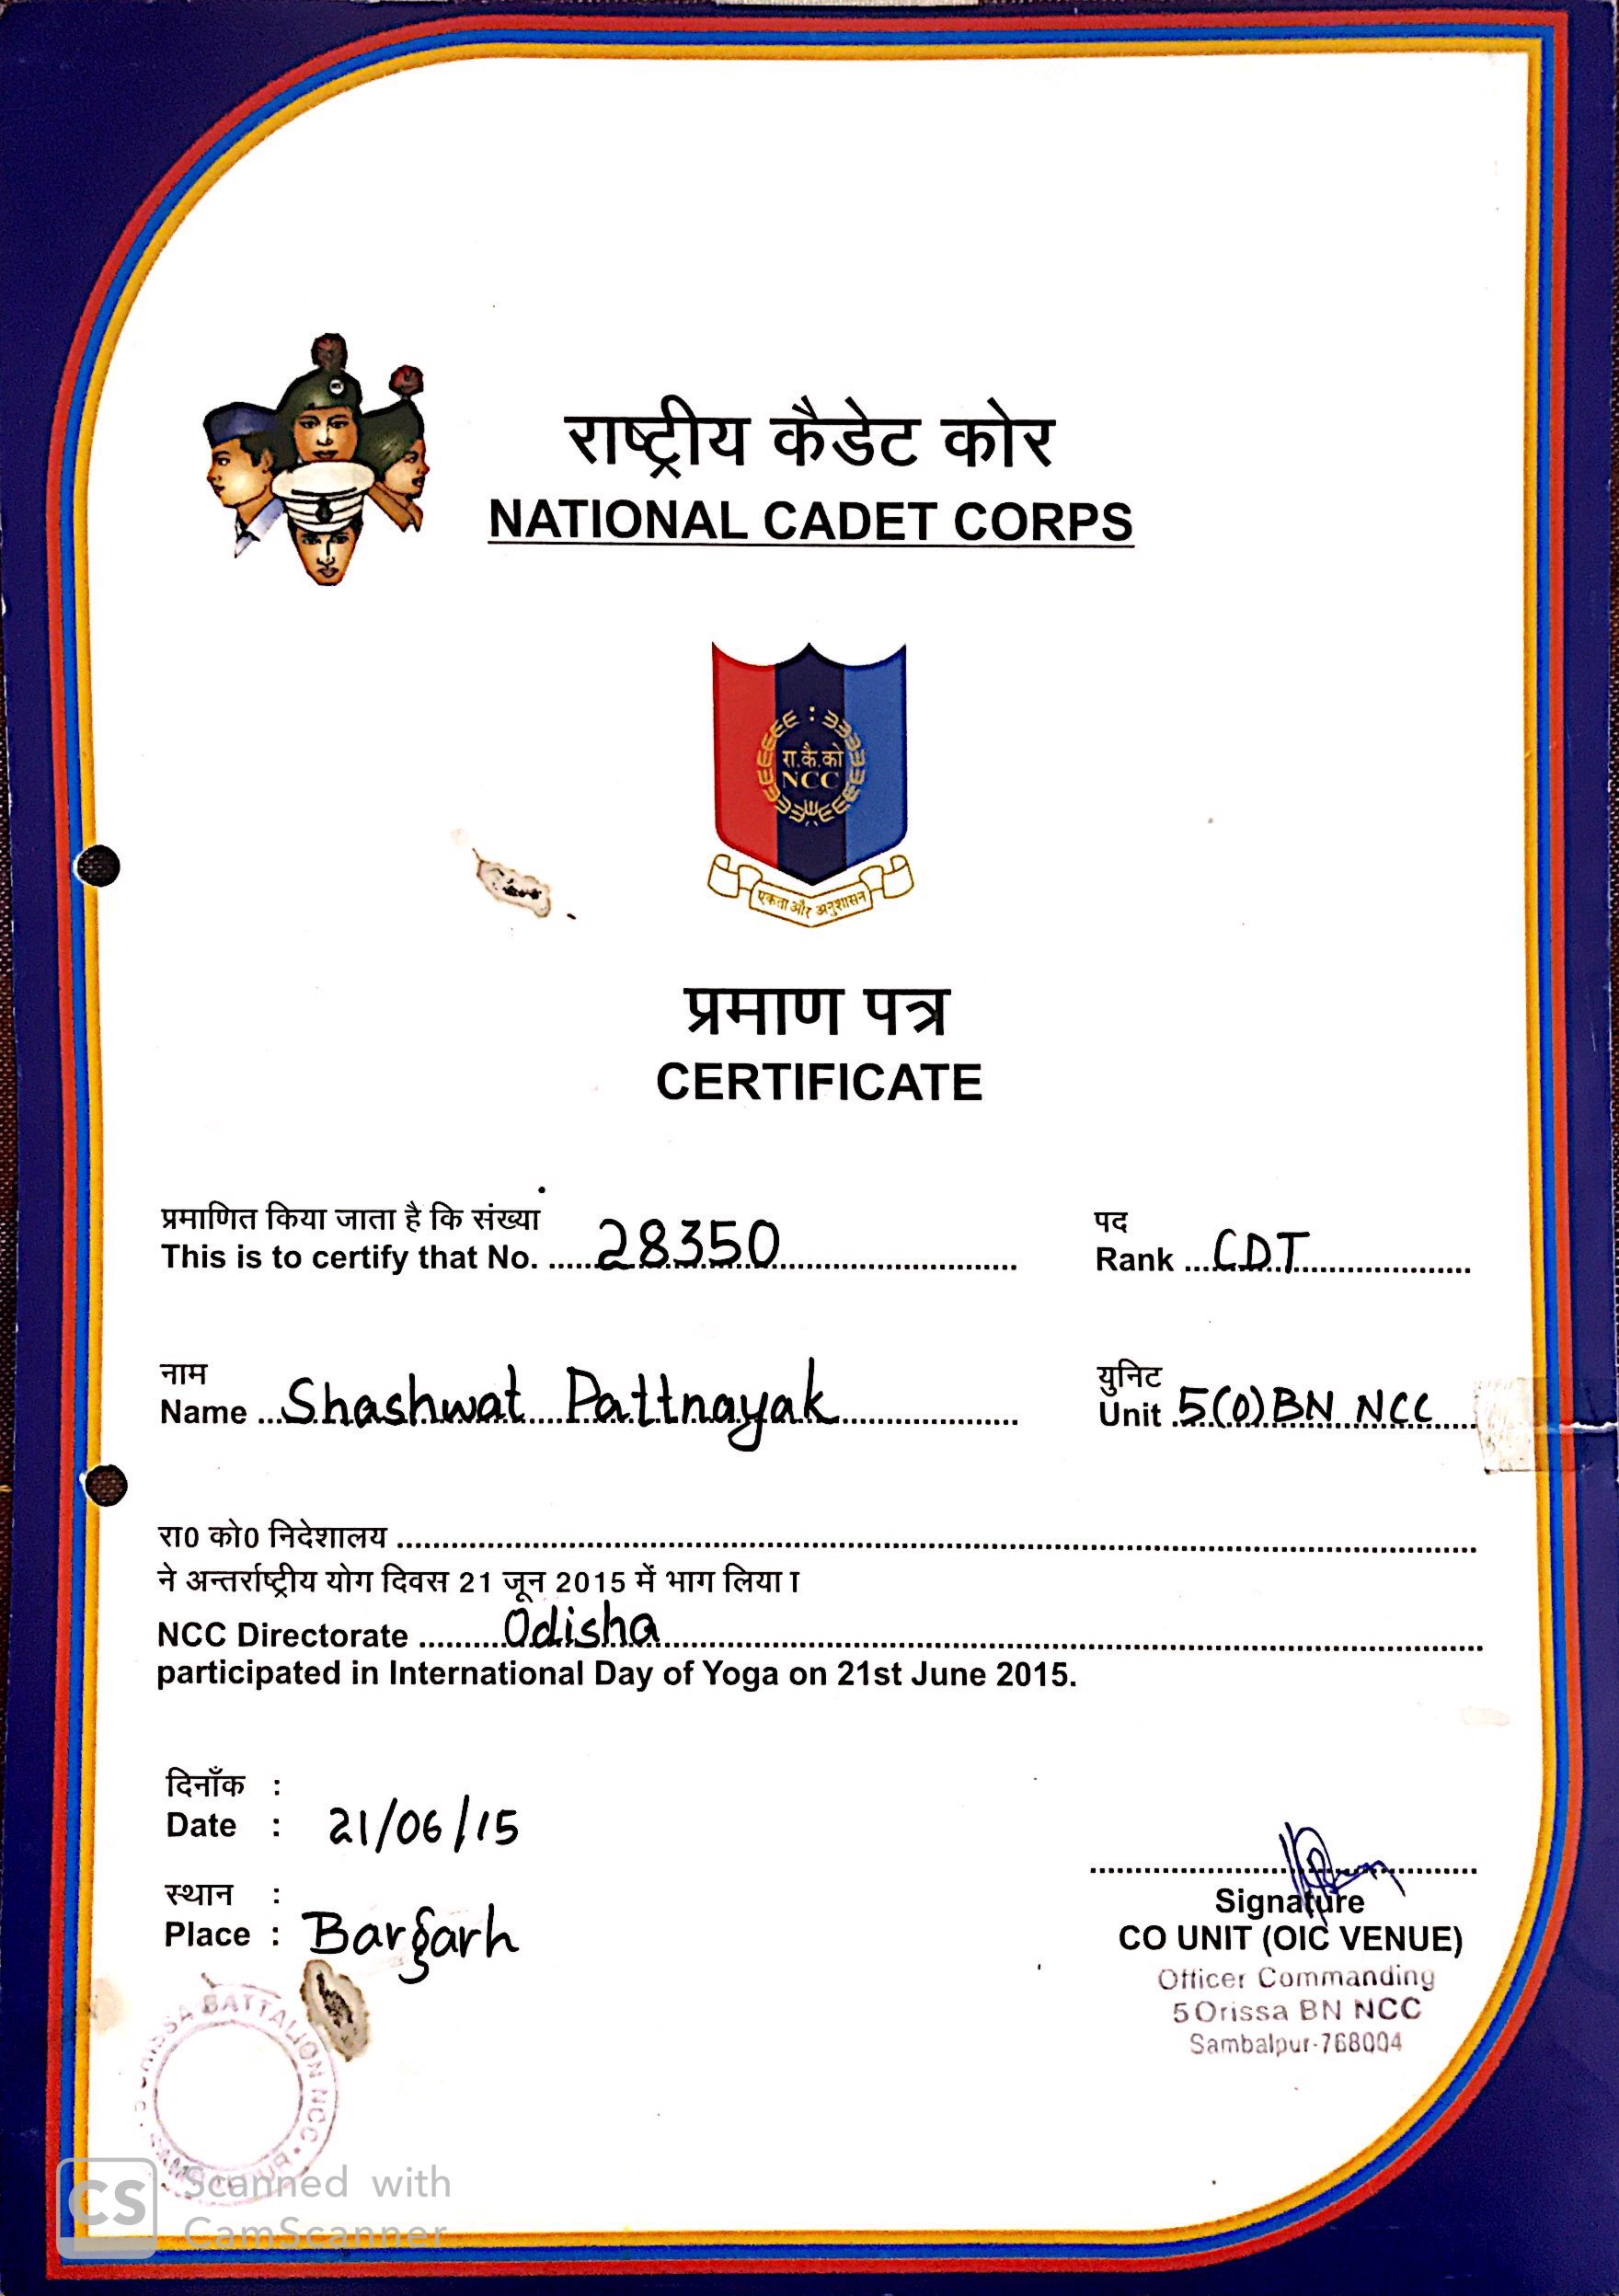 राष्ट्रीय कैडेट कोर
NATIONAL CADET CORPS
रा.कै.को
NCC
एकता और अनुशासन
प्रमाण पत्र
CERTIFICATE
प्रमाणित किया जाता है कि संख्या
This is to certify that No. ......28350..........................
पद
Rank ...CDT..................
नाम
Name ...Shashwat Pattnayak....................
युनिट
Unit .5(O)BN NCC....
रा0 को0 निदेशालय ..........................................................
ने अन्तर्राष्ट्रीय योग दिवस 21 जून 2015 में भाग लिया ।
NCC Directorate ..........Odisha..........................................................
participated in International Day of Yoga on 21st June 2015.
दिनाँक :
Date : 21/06/15
स्थान :
Place : Bargarh
Signature
CO UNIT (OIC VENUE)
Officer Commanding
5 Orissa BN NCC
Sambalpur-768004
BATTALION NCC
CS Scanned with
CamScanner